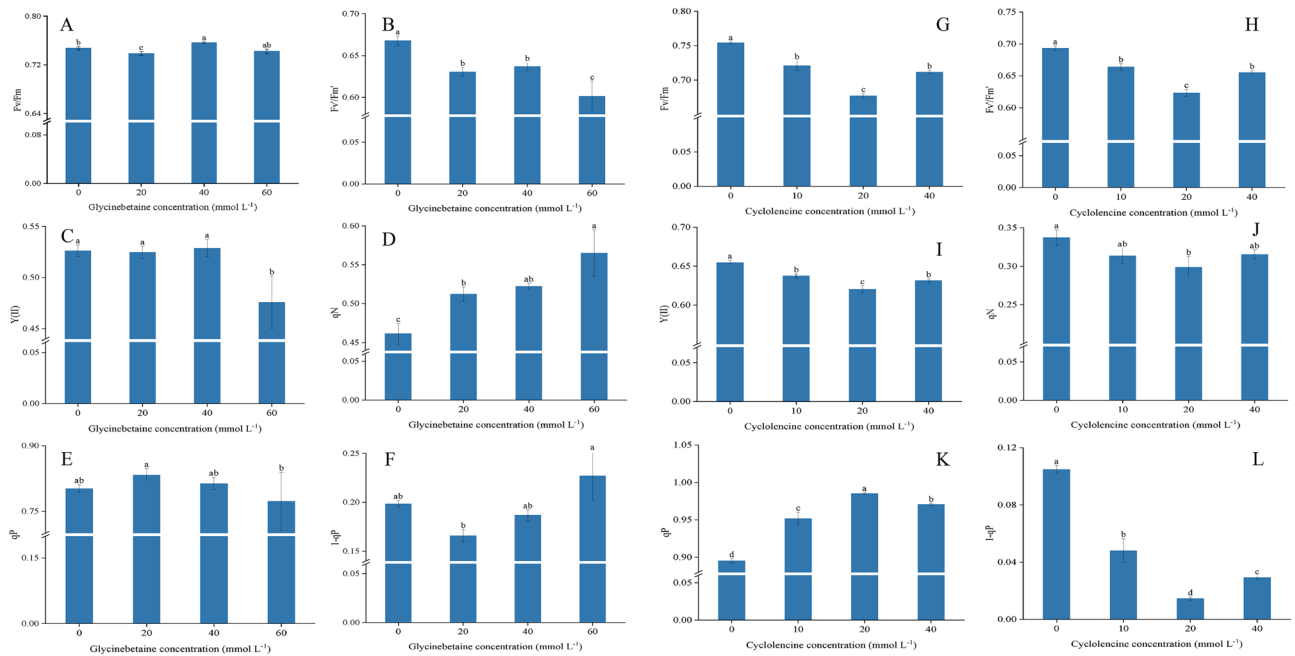 A
0.80
0.72
0.64
0.08
0.00
Fv/Fm
b
c
a
ab
0 20 40 60
Glycinebetaine concentration (mmol L⁻¹)
B
0.70
0.65
0.60
0.05
0.00
Fv'/Fm'
a
b
b
c
0 20 40 60
Glycinebetaine concentration (mmol L⁻¹)
G
0.80
0.75
0.70
0.05
0.00
Fv/Fm
a
b
c
b
0 10 20 40
Cyclolencine concentration (mmol L⁻¹)
H
0.70
0.65
0.60
0.05
0.00
Fv'/Fm'
a
b
c
b
0 10 20 40
Cyclolencine concentration (mmol L⁻¹)
C
0.55
0.50
0.45
0.05
0.00
Y(II)
a
a
a
b
0 20 40 60
Glycinebetaine concentration (mmol L⁻¹)
D
0.60
0.55
0.50
0.45
0.05
0.00
qN
c
b
ab
a
0 20 40 60
Glycinebetaine concentration (mmol L⁻¹)
I
0.70
0.65
0.60
0.05
0.00
Y(II)
a
b
c
b
0 10 20 40
Cyclolencine concentration (mmol L⁻¹)
J
0.35
0.30
0.25
0.05
0.00
qN
a
ab
b
ab
0 10 20 40
Cyclolencine concentration (mmol L⁻¹)
E
0.90
0.75
0.15
0.00
qP
ab
a
ab
b
0 20 40 60
Glycinebetaine concentration (mmol L⁻¹)
F
0.25
0.20
0.15
0.05
0.00
1-qP
ab
b
ab
a
0 20 40 60
Glycinebetaine concentration (mmol L⁻¹)
K
1.05
1.00
0.95
0.90
0.05
0.00
qP
d
c
a
b
0 10 20 40
Cyclolencine concentration (mmol L⁻¹)
L
0.12
0.08
0.04
0.00
1-qP
a
b
d
c
0 10 20 40
Cyclolencine concentration (mmol L⁻¹)